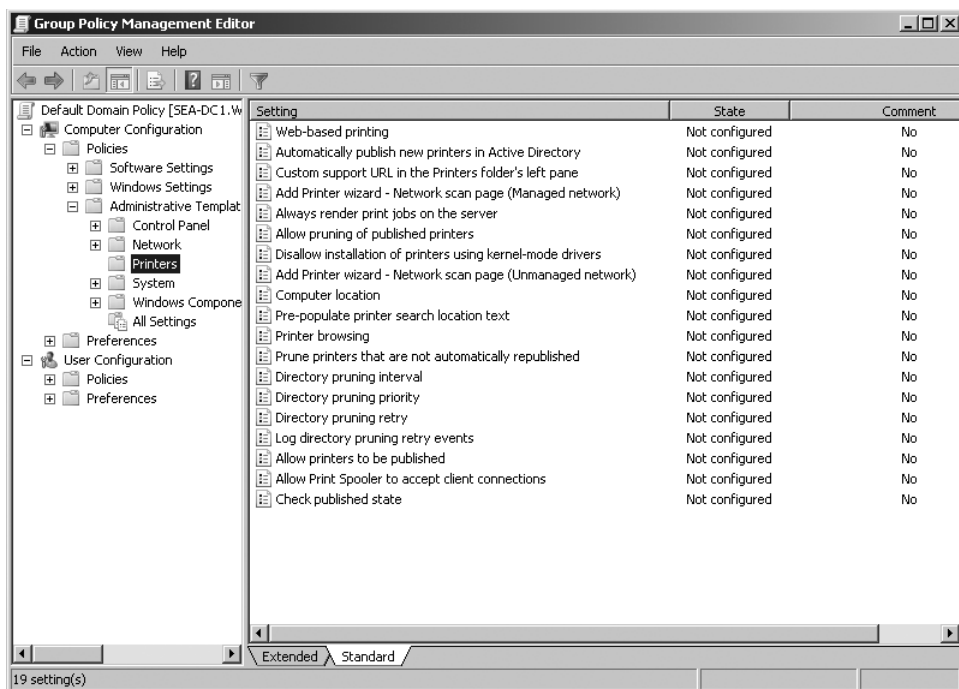 Group Policy Management Editor
File Action View Help
Default Domain Policy [SEA-DC1.W
Computer Configuration
Policies
Software Settings
Windows Settings
Administrative Templat
Control Panel
Network
Printers
System
Windows Compone
All Settings
Preferences
User Configuration
Policies
Preferences
Setting State Comment
Web-based printing Not configured No
Automatically publish new printers in Active Directory Not configured No
Custom support URL in the Printers folder's left pane Not configured No
Add Printer wizard - Network scan page (Managed network) Not configured No
Always render print jobs on the server Not configured No
Allow pruning of published printers Not configured No
Disallow installation of printers using kernel-mode drivers Not configured No
Add Printer wizard - Network scan page (Unmanaged network) Not configured No
Computer location Not configured No
Pre-populate printer search location text Not configured No
Printer browsing Not configured No
Prune printers that are not automatically republished Not configured No
Directory pruning interval Not configured No
Directory pruning priority Not configured No
Directory pruning retry Not configured No
Log directory pruning retry events Not configured No
Allow printers to be published Not configured No
Allow Print Spooler to accept client connections Not configured No
Check published state Not configured No
Extended Standard
19 setting(s)